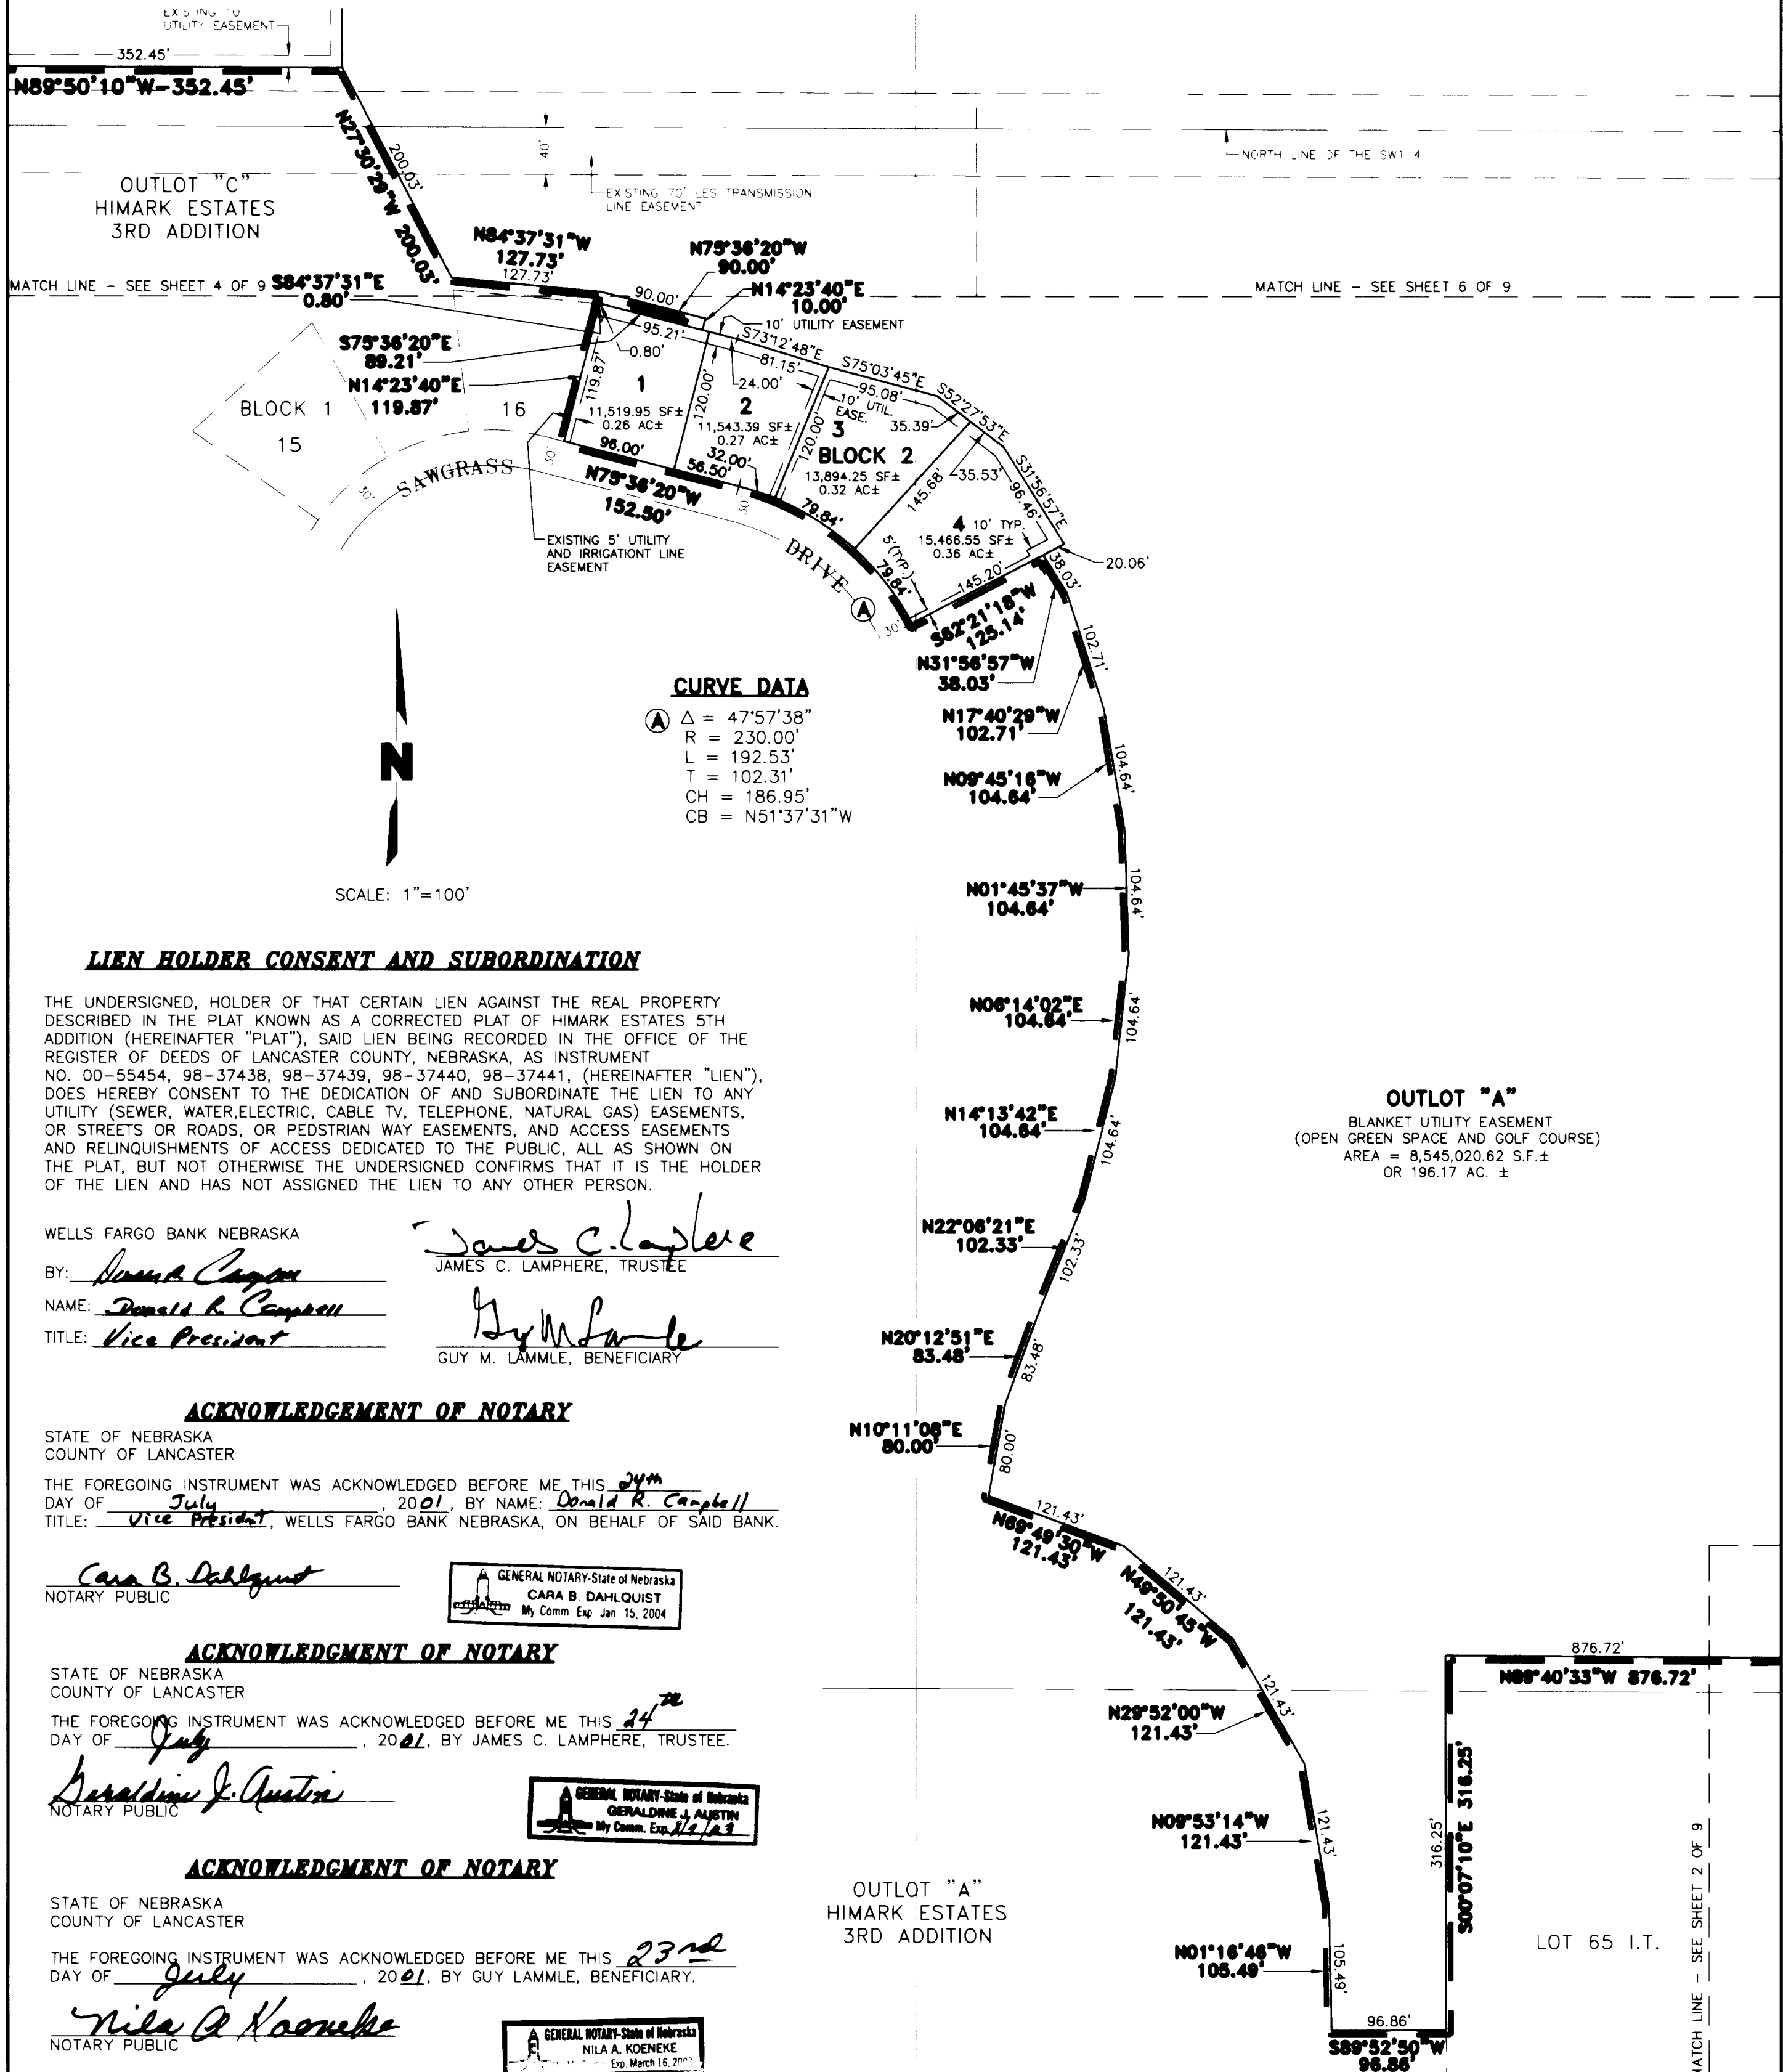 EXISTING 10'
UTILITY EASEMENT
352.45'
N89°50'10"W-352.45'
N27°30'29"W 200.03'
200.03'
40'
NORTH LINE OF THE SW1/4
EXISTING 70' LES TRANSMISSION
LINE EASEMENT
OUTLOT "C"
HIMARK ESTATES
3RD ADDITION
N84°37'31"W
127.73'
127.73'
N75°36'20"W
90.00'
90.00'
MATCH LINE - SEE SHEET 4 OF 9
S84°37'31"E
0.80'
N14°23'40"E
10.00'
MATCH LINE - SEE SHEET 6 OF 9
10' UTILITY EASEMENT
S75°36'20"E
89.21'
N14°23'40"E
119.87'
95.21'
0.80'
119.87'
S73°12'48"E
81.15'
24.00'
S75°03'45"E
95.08'
10' UTIL.
EASE.
S52°27'53"E
35.39'
35.53'
S31°56'57"E
96.46'
BLOCK 1
15
16
1
11,519.95 SF±
0.26 AC±
96.00'
120.00'
2
11,543.39 SF±
0.27 AC±
32.00'
56.50'
120.00'
3
BLOCK 2
13,894.25 SF±
0.32 AC±
79.84'
145.68'
4
10' TYP.
15,466.55 SF±
0.36 AC±
5'(TYP.)
79.84'
145.20'
20.06'
38.03'
SAWGRASS
DRIVE
30'
30'
30'
30'
N75°36'20"W
152.50'
EXISTING 5' UTILITY
AND IRRIGATIONT LINE
EASEMENT
A
S62°21'18"W
125.14'
N31°56'57"W
38.03'
102.71'
N17°40'29"W
102.71'
N09°45'16"W
104.64'
104.64'
N01°45'37"W
104.64'
104.64'
N06°14'02"E
104.64'
104.64'
N14°13'42"E
104.64'
104.64'
N22°06'21"E
102.33'
102.33'
N20°12'51"E
83.48'
83.48'
N10°11'08"E
80.00'
80.00'
121.43'
N69°49'30"W
121.43'
121.43'
N49°50'45"W
121.43'
N29°52'00"W
121.43'
121.43'
N09°53'14"W
121.43'
121.43'
N01°16'46"W
105.49'
105.49'
96.86'
S89°52'50"W
96.86'
316.25'
S00°07'10"E 316.25'
876.72'
N89°40'33"W 876.72'
LOT 65 I.T.
MATCH LINE - SEE SHEET 2 OF 9
OUTLOT "A"
HIMARK ESTATES
3RD ADDITION
OUTLOT "A"
BLANKET UTILITY EASEMENT
(OPEN GREEN SPACE AND GOLF COURSE)
AREA = 8,545,020.62 S.F.±
OR 196.17 AC. ±
CURVE DATA
A Δ = 47°57'38"
R = 230.00'
L = 192.53'
T = 102.31'
CH = 186.95'
CB = N51°37'31"W
N
SCALE: 1"=100'
LIEN HOLDER CONSENT AND SUBORDINATION
THE UNDERSIGNED, HOLDER OF THAT CERTAIN LIEN AGAINST THE REAL PROPERTY
DESCRIBED IN THE PLAT KNOWN AS A CORRECTED PLAT OF HIMARK ESTATES 5TH
ADDITION (HEREINAFTER "PLAT"), SAID LIEN BEING RECORDED IN THE OFFICE OF THE
REGISTER OF DEEDS OF LANCASTER COUNTY, NEBRASKA, AS INSTRUMENT
NO. 00-55454, 98-37438, 98-37439, 98-37440, 98-37441, (HEREINAFTER "LIEN"),
DOES HEREBY CONSENT TO THE DEDICATION OF AND SUBORDINATE THE LIEN TO ANY
UTILITY (SEWER, WATER,ELECTRIC, CABLE TV, TELEPHONE, NATURAL GAS) EASEMENTS,
OR STREETS OR ROADS, OR PEDSTRIAN WAY EASEMENTS, AND ACCESS EASEMENTS
AND RELINQUISHMENTS OF ACCESS DEDICATED TO THE PUBLIC, ALL AS SHOWN ON
THE PLAT, BUT NOT OTHERWISE THE UNDERSIGNED CONFIRMS THAT IT IS THE HOLDER
OF THE LIEN AND HAS NOT ASSIGNED THE LIEN TO ANY OTHER PERSON.
WELLS FARGO BANK NEBRASKA
BY: Donald R. Campbell
NAME: Donald R. Campbell
TITLE: Vice President
James C. Lamphere
JAMES C. LAMPHERE, TRUSTEE
Guy M Lammle
GUY M. LAMMLE, BENEFICIARY
ACKNOWLEDGEMENT OF NOTARY
STATE OF NEBRASKA
COUNTY OF LANCASTER
THE FOREGOING INSTRUMENT WAS ACKNOWLEDGED BEFORE ME THIS 24th
DAY OF July, 2001, BY NAME: Donald R. Campbell
TITLE: Vice President, WELLS FARGO BANK NEBRASKA, ON BEHALF OF SAID BANK.
Cara B. Dahlquist
NOTARY PUBLIC
GENERAL NOTARY-State of Nebraska
CARA B. DAHLQUIST
My Comm Exp Jan 15, 2004
ACKNOWLEDGMENT OF NOTARY
STATE OF NEBRASKA
COUNTY OF LANCASTER
THE FOREGOING INSTRUMENT WAS ACKNOWLEDGED BEFORE ME THIS 24th
DAY OF July, 2001, BY JAMES C. LAMPHERE, TRUSTEE.
Geraldine J. Austin
NOTARY PUBLIC
GENERAL NOTARY-State of Nebraska
GERALDINE J. AUSTIN
My Comm. Exp.
ACKNOWLEDGMENT OF NOTARY
STATE OF NEBRASKA
COUNTY OF LANCASTER
THE FOREGOING INSTRUMENT WAS ACKNOWLEDGED BEFORE ME THIS 23rd
DAY OF July, 2001, BY GUY LAMMLE, BENEFICIARY.
Nila A Koeneke
NOTARY PUBLIC
GENERAL NOTARY-State of Nebraska
NILA A. KOENEKE
Exp. March 16,